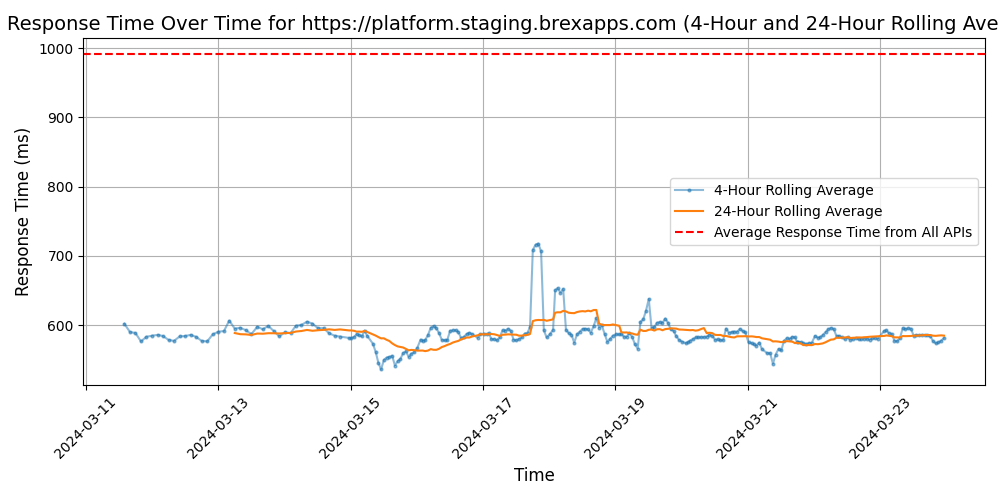 Response Time Over Time for https://platform.staging.brexapps.com (4-Hour and 24-Hour Rolling Ave
1000
900
800
700
600
Response Time (ms)
4-Hour Rolling Average
24-Hour Rolling Average
Average Response Time from All APIs
2024-03-11
2024-03-13
2024-03-15
2024-03-17
2024-03-19
2024-03-21
2024-03-23
Time